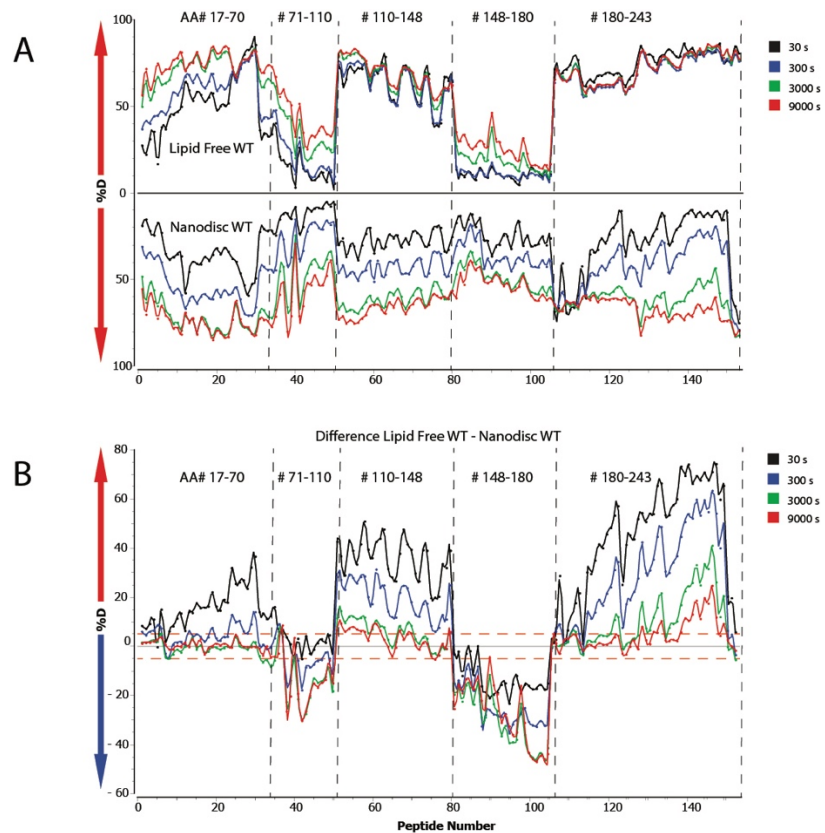 A
AA# 17-70 # 71-110 # 110-148 # 148-180 # 180-243
100
50
0
50
100
%D
Lipid Free WT
Nanodisc WT
30 s
300 s
3000 s
9000 s
0 20 40 60 80 100 120 140
B
Difference Lipid Free WT - Nanodisc WT
AA# 17-70 # 71-110 # 110-148 # 148-180 # 180-243
80
60
40
20
0
-20
-40
-60
%D
30 s
300 s
3000 s
9000 s
0 20 40 60 80 100 120 140
Peptide Number